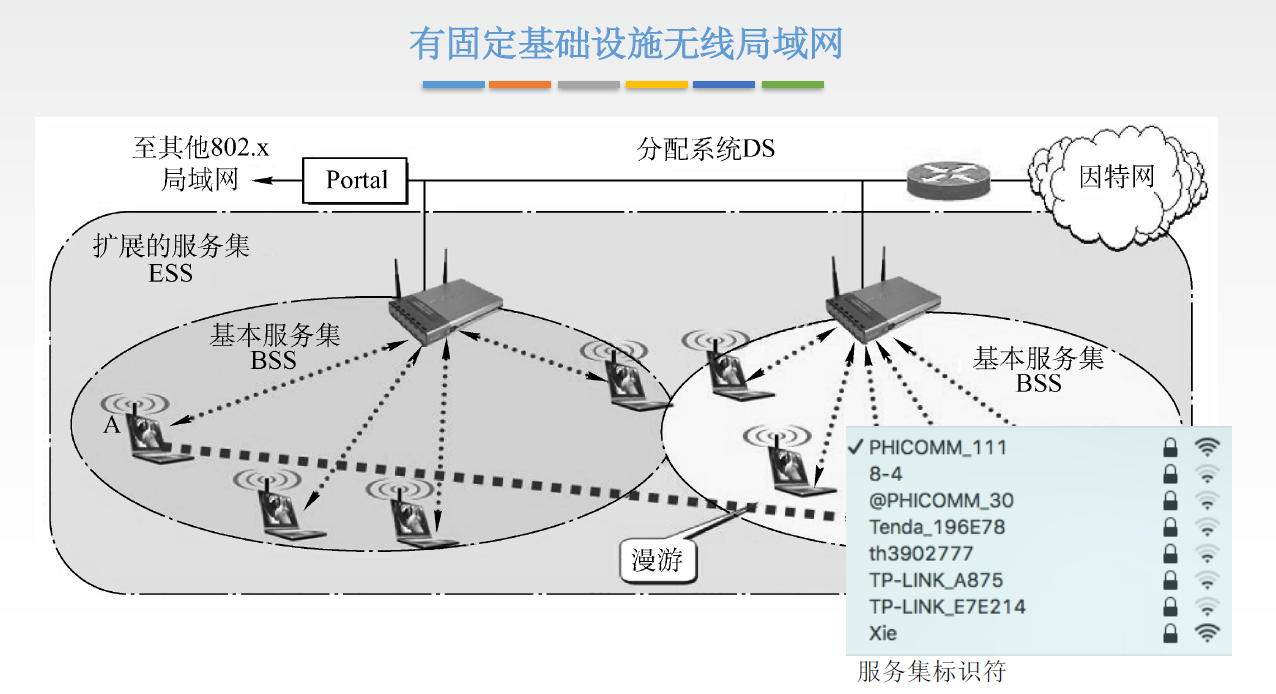 有固定基础设施无线局域网
至其他802.x
局域网
Portal
分配系统DS
因特网
扩展的服务集
ESS
基本服务集
BSS
基本服务集
BSS
A
漫游
PHICOMM_111
8-4
@PHICOMM_30
Tenda_196E78
th3902777
TP-LINK_A875
TP-LINK_E7E214
Xie
服务集标识符